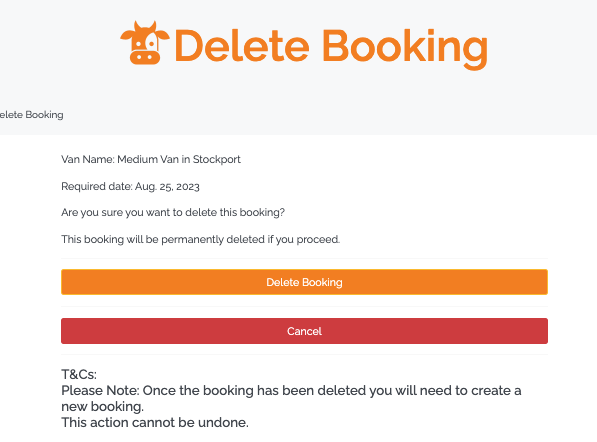 Delete Booking
elete Booking
Van Name: Medium Van in Stockport
Required date: Aug. 25, 2023
Are you sure you want to delete this booking?
This booking will be permanently deleted if you proceed.
Delete Booking
Cancel
T&Cs:
Please Note: Once the booking has been deleted you will need to create a
new booking.
This action cannot be undone.